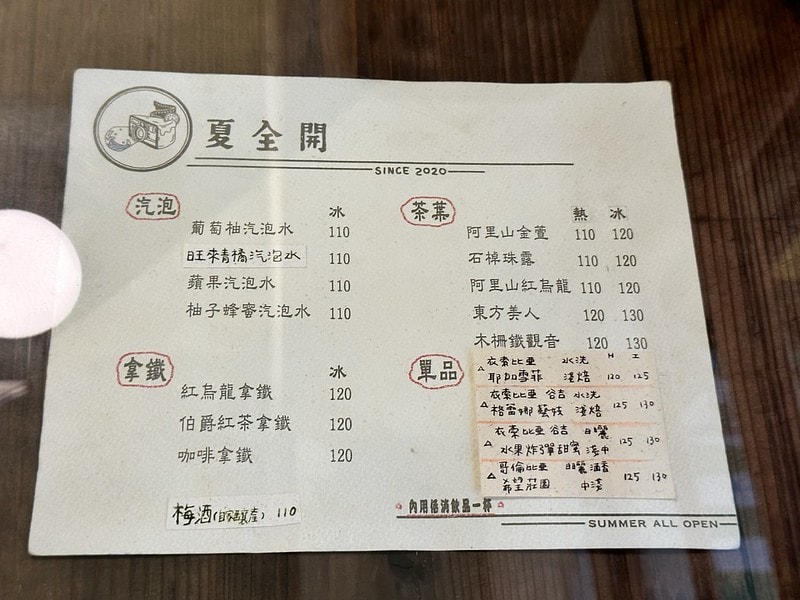 夏全開
SINCE 2020
汽泡
冰
葡萄柚汽泡水 110
旺來青橘汽泡水 110
蘋果汽泡水 110
柚子蜂蜜汽泡水 110
拿鐵
冰
紅烏龍拿鐵 120
伯爵紅茶拿鐵 120
咖啡拿鐵 120
梅酒(自家釀產) 110
茶葉
熱 冰
阿里山金萱 110 120
石棹珠露 110 120
阿里山紅烏龍 110 120
東方美人 120 130
木柵鐵觀音 120 130
單品
H I
衣索比亞 水洗
耶加雪菲 淺焙 120 125
衣索比亞 谷吉 水洗
格蕾娜藝妓 淺焙 125 130
衣索比亞 谷吉 日曬
水果炸彈甜蜜 淺中 125 130
哥倫比亞 日曬
希望莊園 中淺 125 130
內用低消飲品一杯
SUMMER ALL OPEN